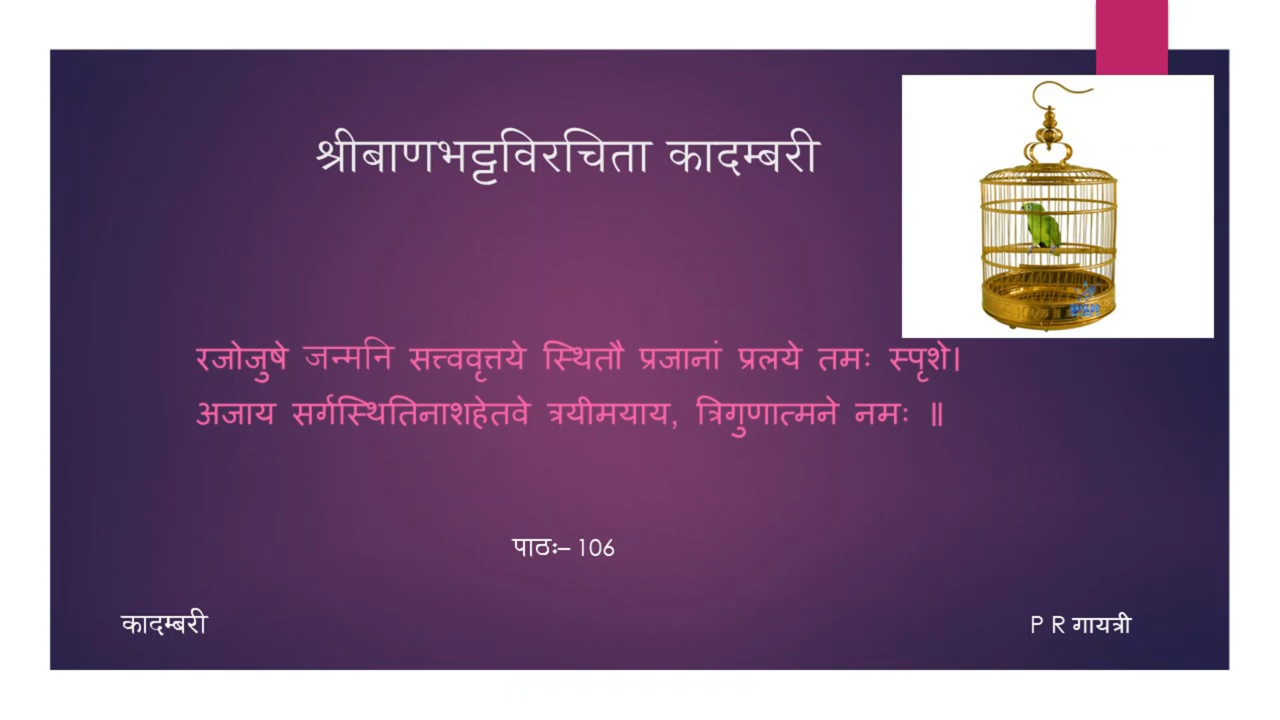 श्रीबाणभट्टविरचिता कादम्बरी
रजोजुषे जन्मनि सत्त्ववृत्तये स्थितौ प्रजानां प्रलये तमः स्पृशे।
अजाय सर्गस्थितिनाशहेतवे त्रयीमयाय, त्रिगुणात्मने नमः ॥
पाठः– 106
कादम्बरी
P R गायत्री